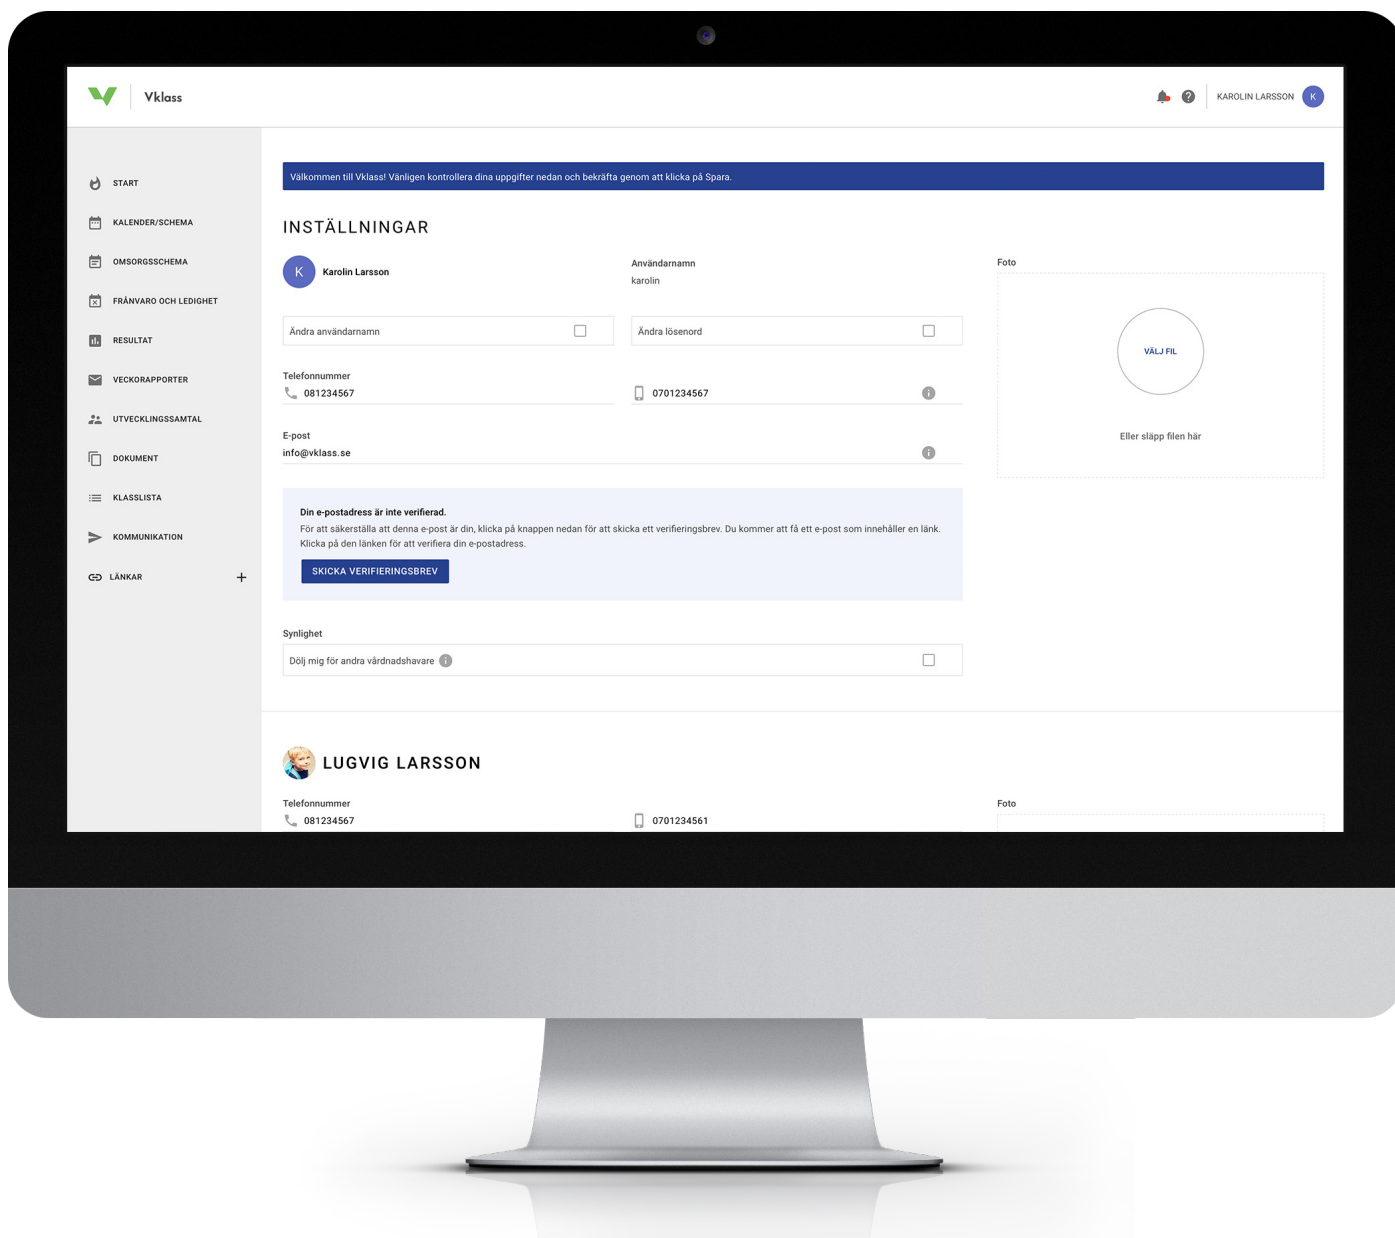 Vklass
KAROLIN LARSSON
K
START
KALENDER/SCHEMA
OMSORGSSCHEMA
FRÅNVARO OCH LEDIGHET
RESULTAT
VECKORAPPORTER
UTVECKLINGSSAMTAL
DOKUMENT
KLASSLISTA
KOMMUNIKATION
LÄNKAR
Välkommen till Vklass! Vänligen kontrollera dina uppgifter nedan och bekräfta genom att klicka på Spara.
INSTÄLLNINGAR
K
Karolin Larsson
Användarnamn
karolin
Ändra användarnamn
Ändra lösenord
Telefonnummer
081234567
0701234567
E-post
info@vklass.se
Din e-postadress är inte verifierad.
För att säkerställa att denna e-post är din, klicka på knappen nedan för att skicka ett verifieringsbrev. Du kommer att få ett e-post som innehåller en länk.
Klicka på den länken för att verifiera din e-postadress.
SKICKA VERIFIERINGSBREV
Synlighet
Dölj mig för andra vårdnadshavare
Foto
VÄLJ FIL
Eller släpp filen här
LUGVIG LARSSON
Telefonnummer
081234567
0701234561
Foto